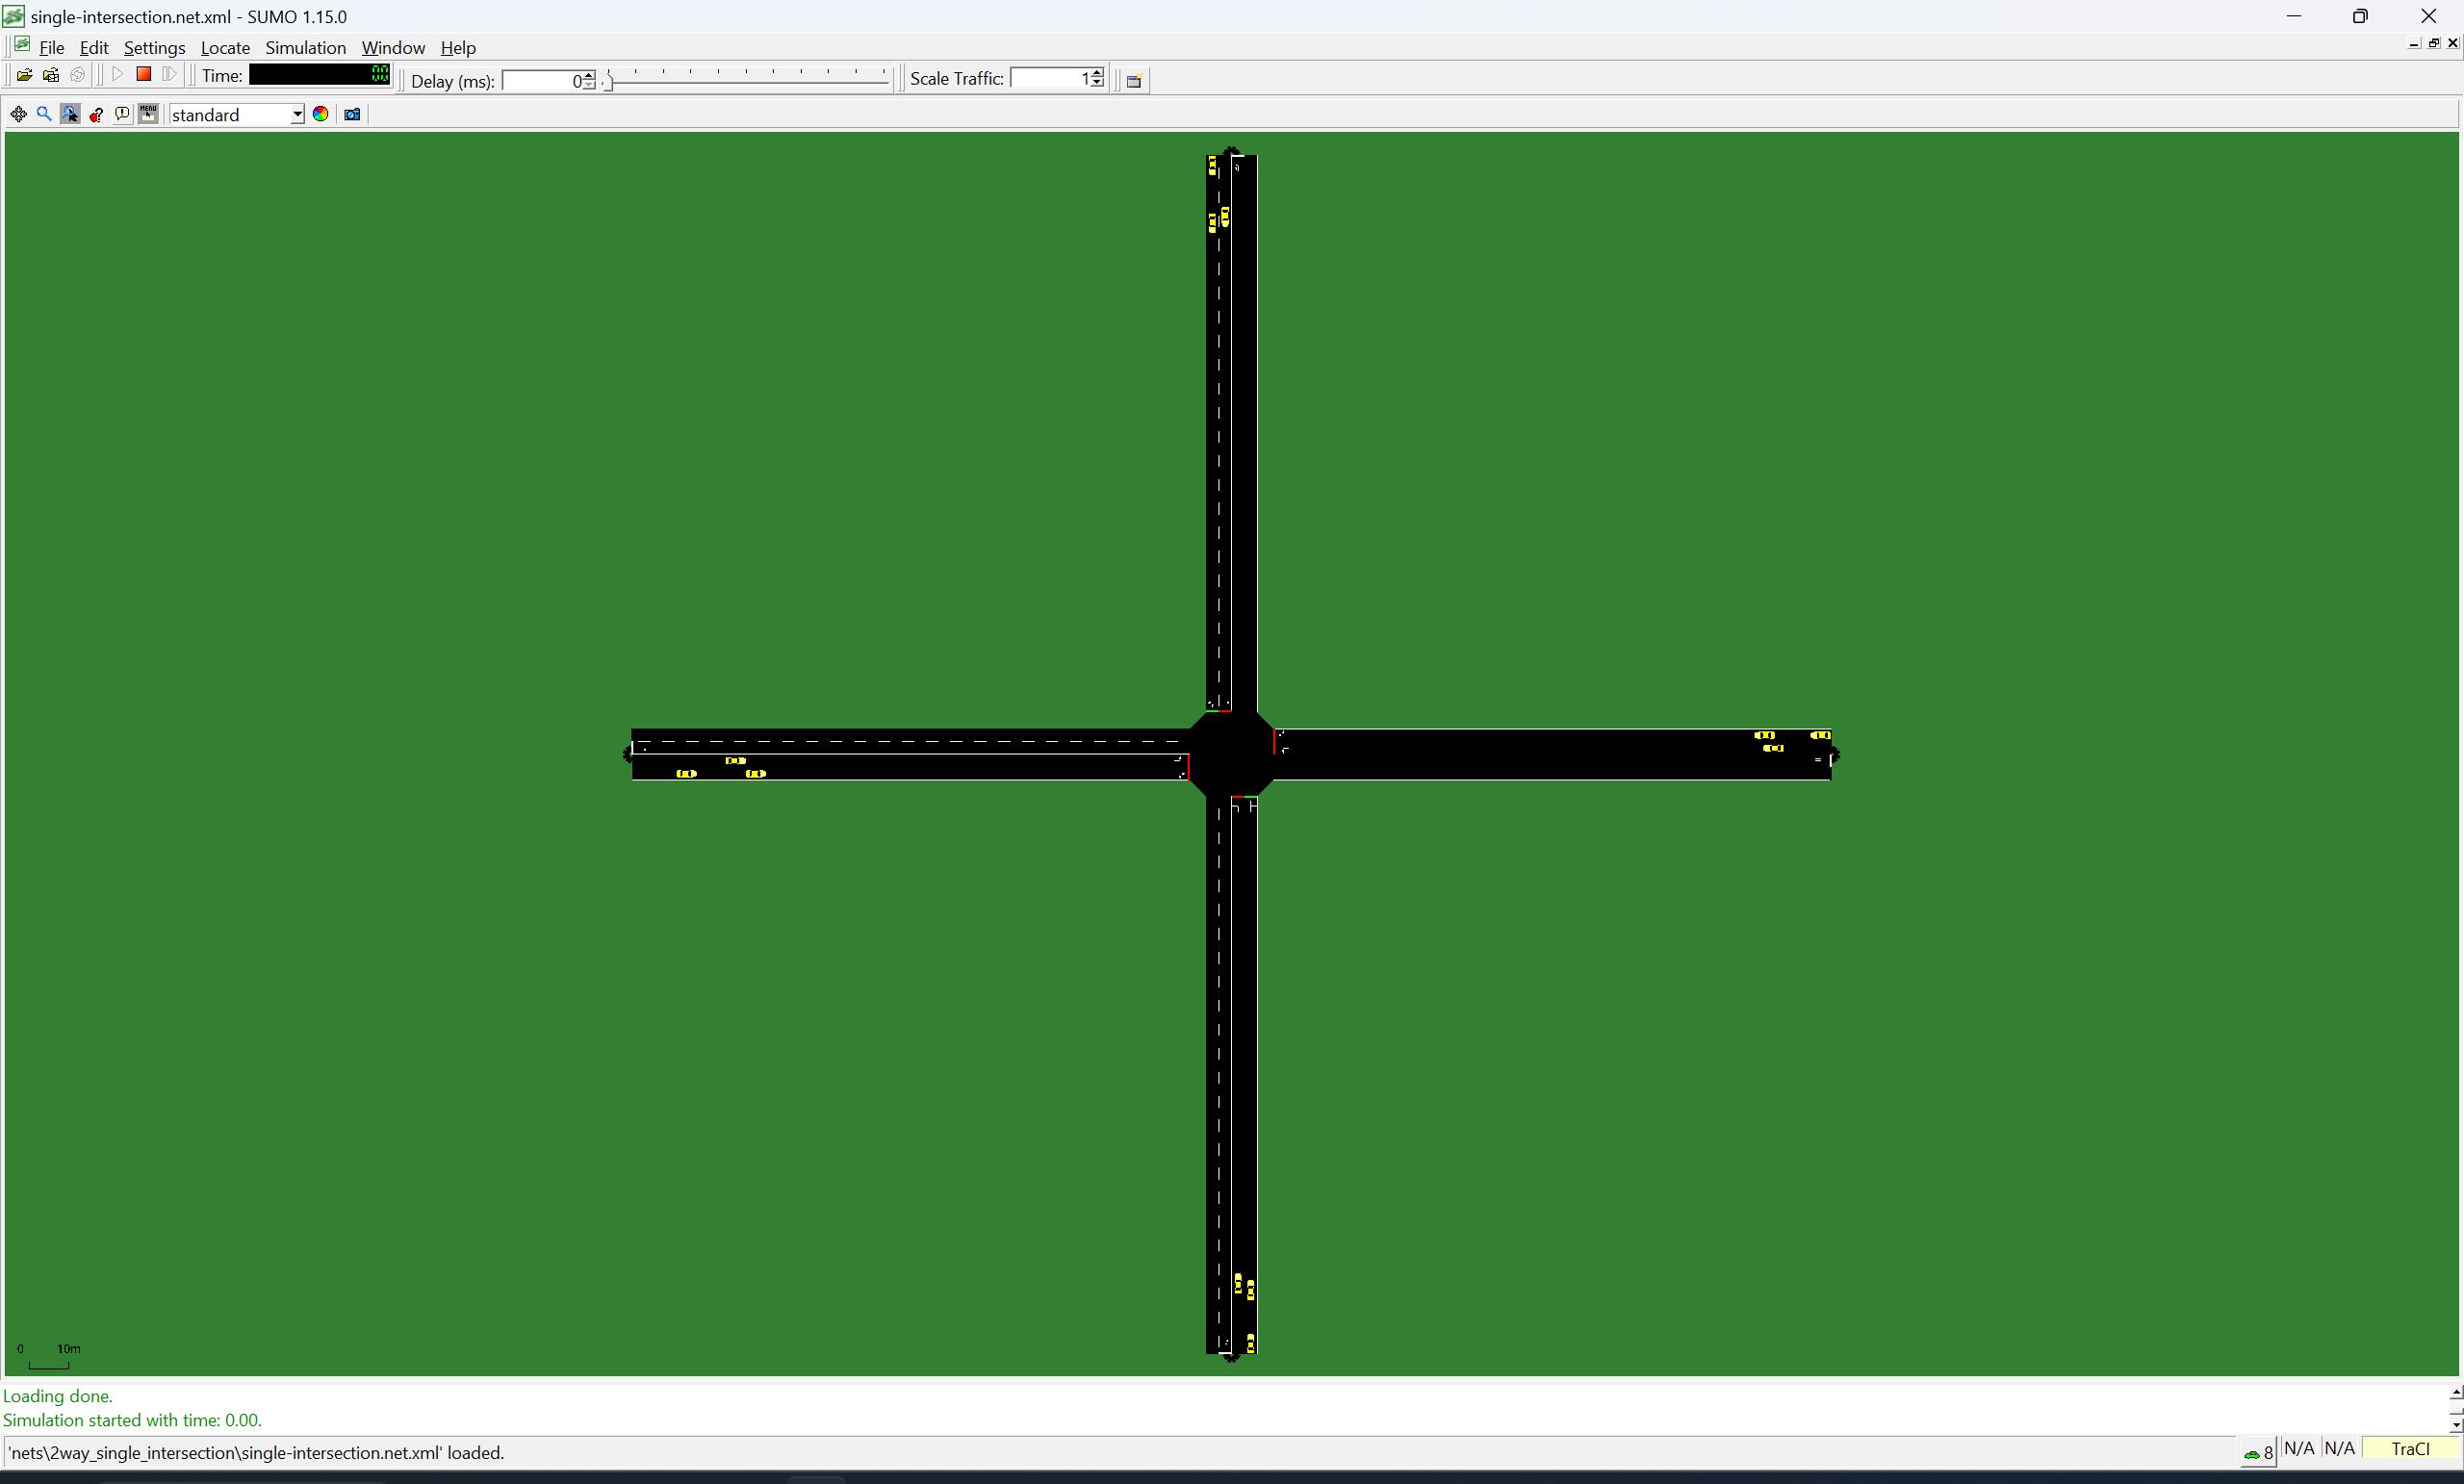 single-intersection.net.xml - SUMO 1.15.0
File Edit Settings Locate Simulation Window Help
Time: Delay (ms): 0 Scale Traffic: 1
MENU standard
0 10m
Loading done.
Simulation started with time: 0.00.
'nets\2way_single_intersection\single-intersection.net.xml' loaded. 8 N/A N/A TraCI